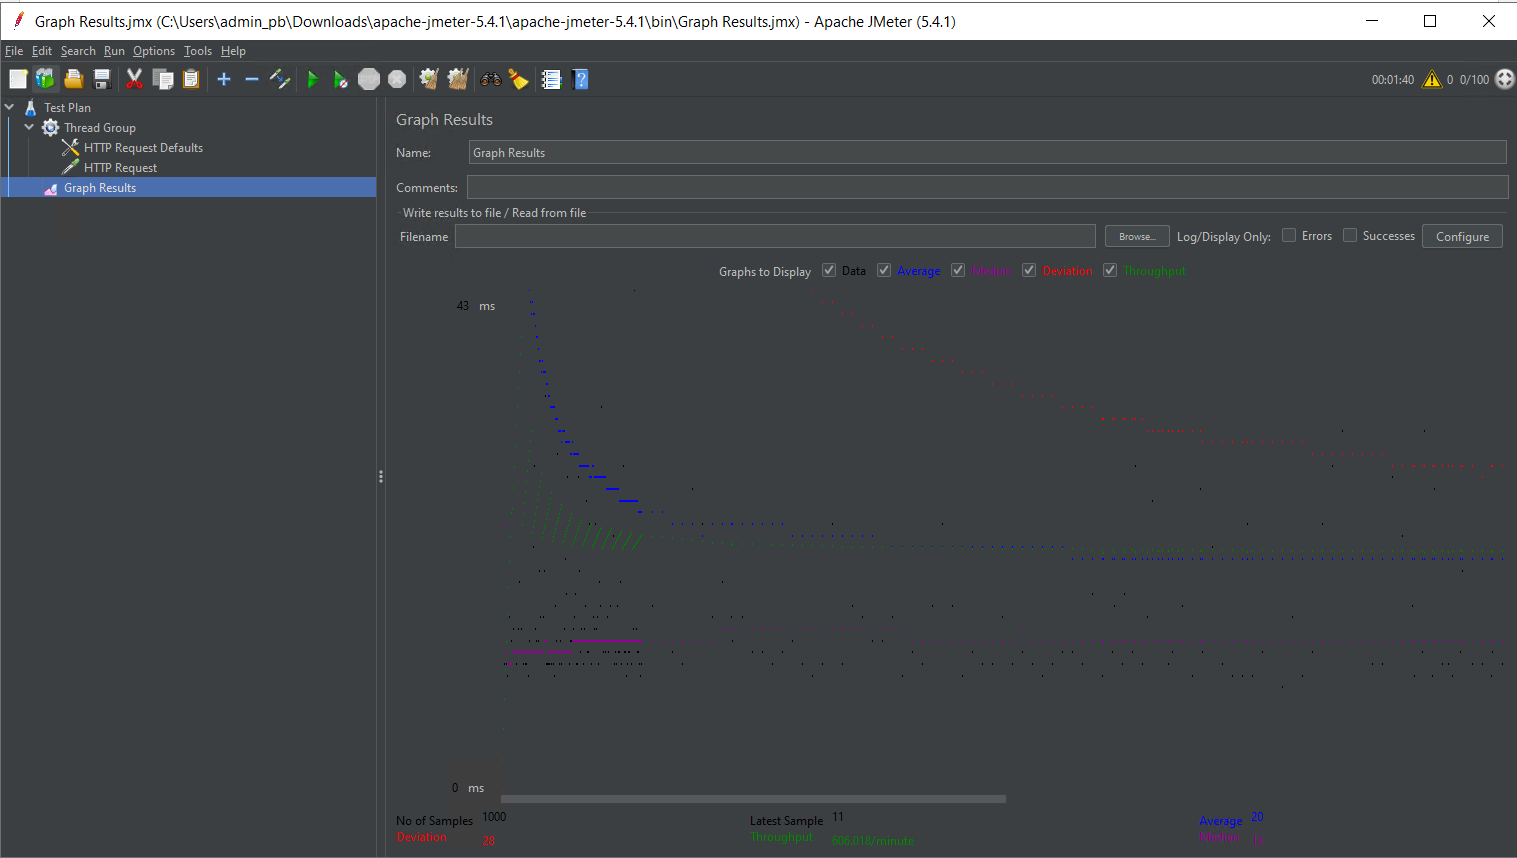 Graph Results.jmx (C:\Users\admin_pb\Downloads\apache-jmeter-5.4.1\apache-jmeter-5.4.1\bin\Graph Results.jmx) - Apache JMeter (5.4.1)
File Edit Search Run Options Tools Help
00:01:40 0 0/100
Test Plan
Thread Group
HTTP Request Defaults
HTTP Request
Graph Results
Graph Results
Name: Graph Results
Comments:
Write results to file / Read from file
Filename Browse... Log/Display Only: Errors Successes Configure
Graphs to Display Data Average Median Deviation Throughput
43 ms
0 ms
No of Samples 1000 Latest Sample 11 Average 20
Deviation 28 Throughput 606.018/minute Median